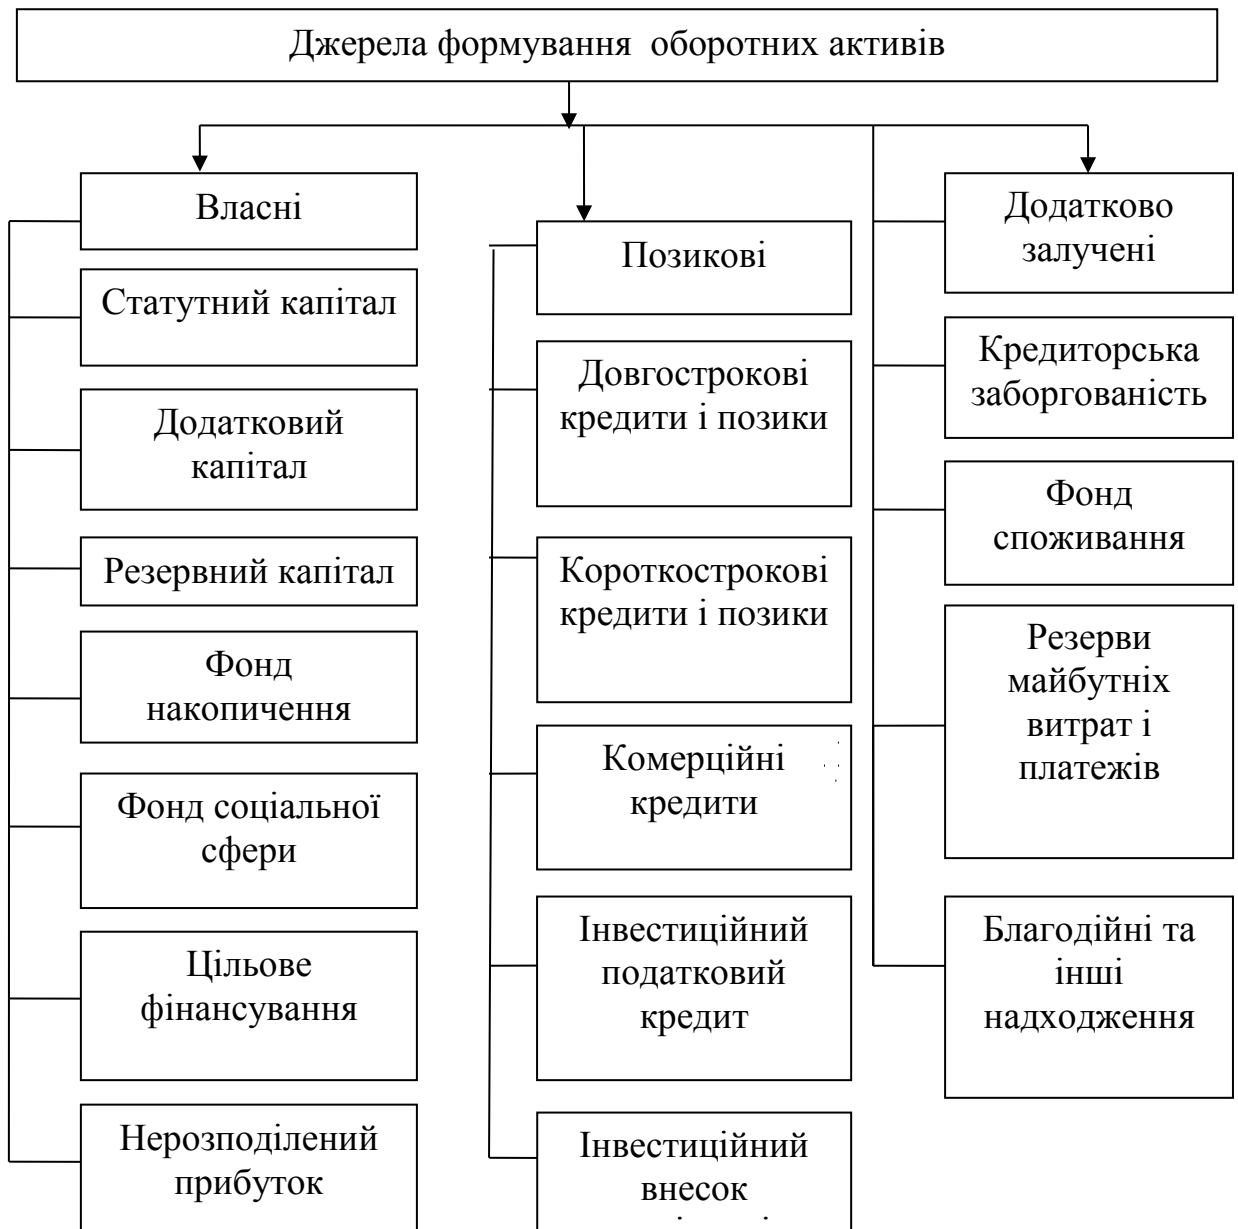 Джерела формування оборотних активів
Власні
Статутний капітал
Додатковий
капітал
Резервний капітал
Фонд
накопичення
Фонд соціальної
сфери
Цільове
фінансування
Нерозподілений
прибуток
Позикові
Довгострокові
кредити і позики
Короткострокові
кредити і позики
Комерційні
кредити
Інвестиційний
податковий
кредит
Інвестиційний
внесок
Додатково
залучені
Кредиторська
заборгованість
Фонд
споживання
Резерви
майбутніх
витрат і
платежів
Благодійні та
інші
надходження